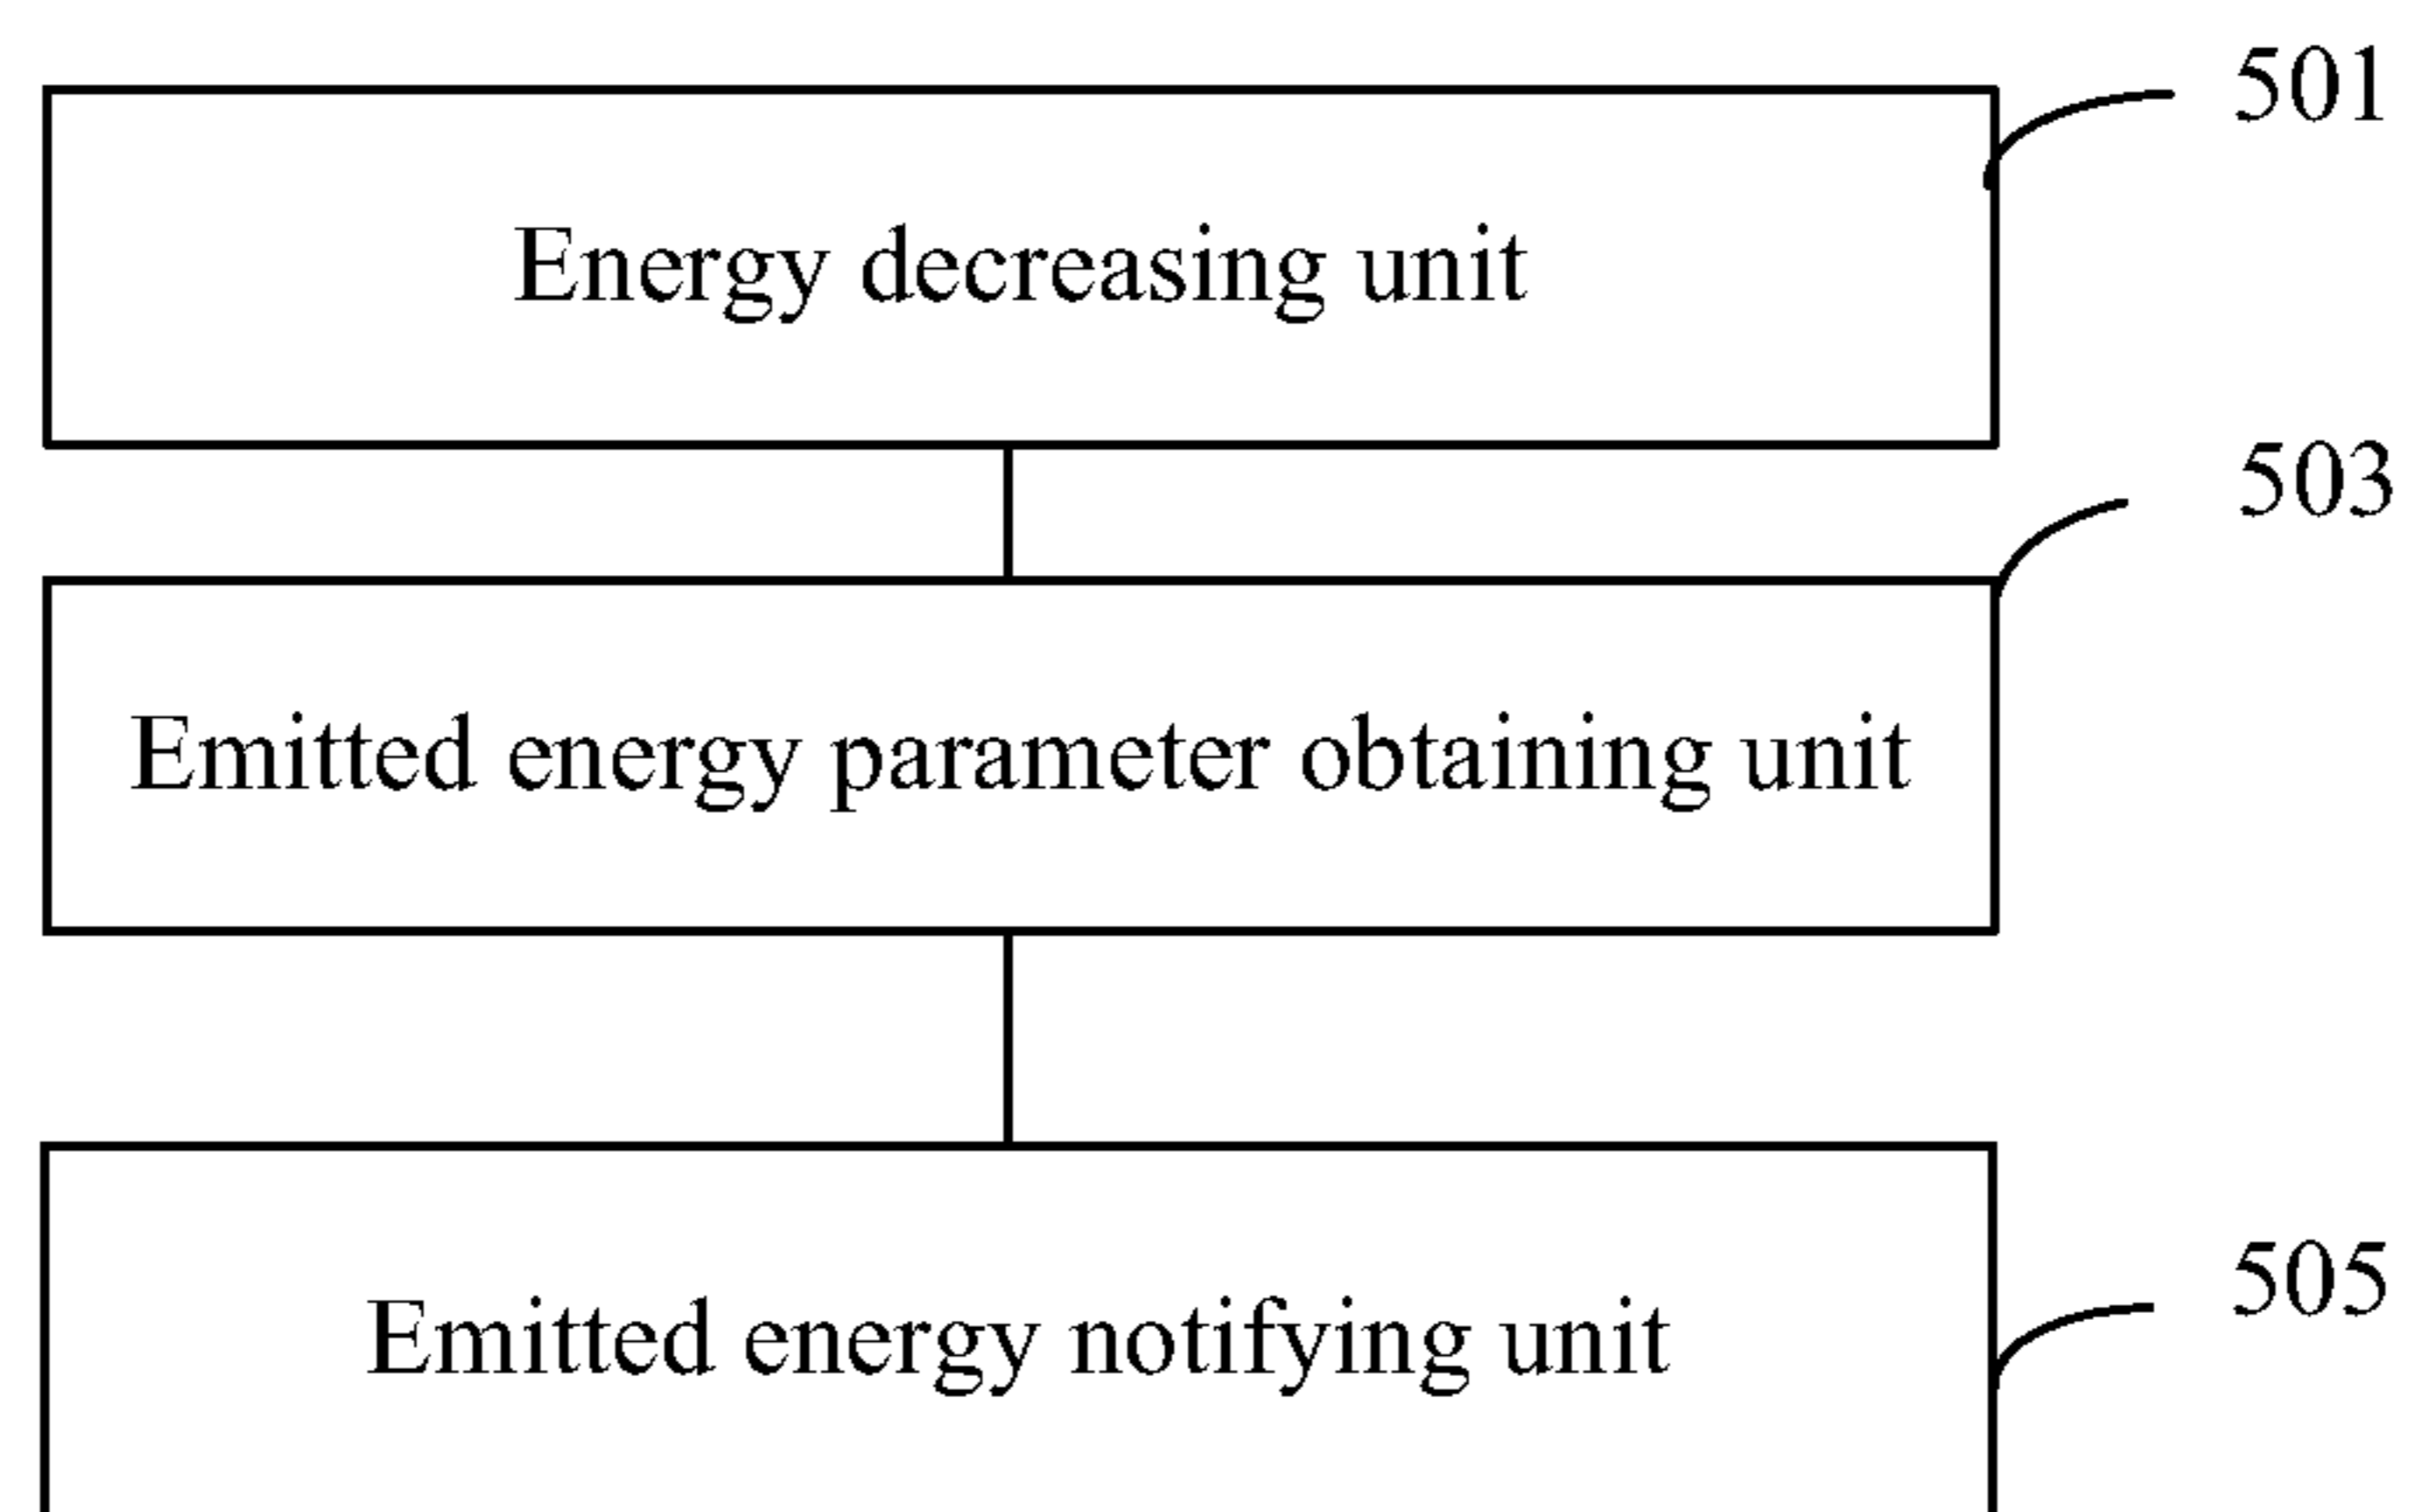 501
Energy decreasing unit
503
Emitted energy parameter obtaining unit
505
Emitted energy notifying unit